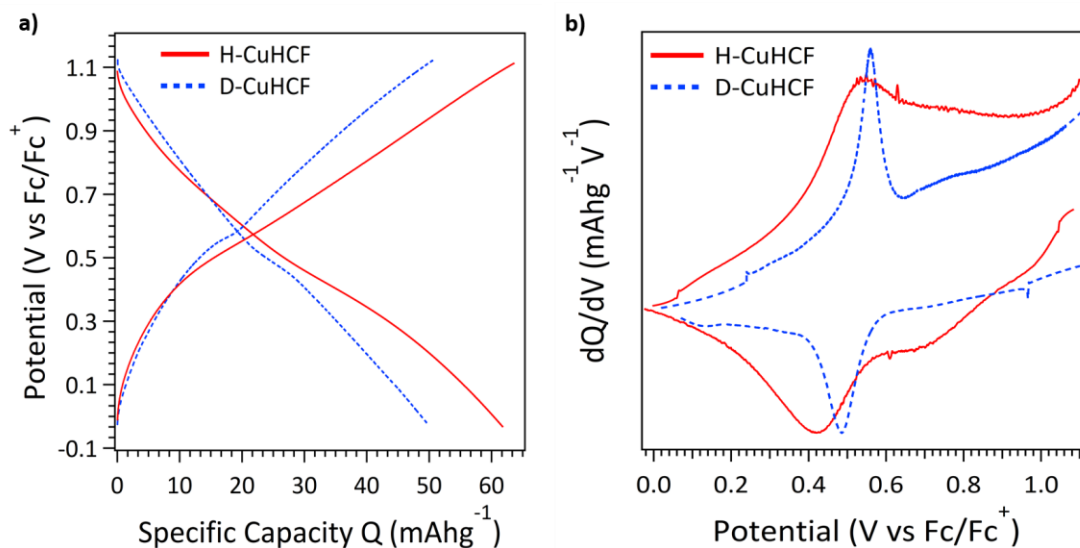 a)
H-CuHCF
D-CuHCF
1.1
0.9
0.7
0.5
0.3
0.1
-0.1
0 10 20 30 40 50 60
Potential (V vs Fc/Fc⁺)
Specific Capacity Q (mAhg⁻¹)
b)
H-CuHCF
D-CuHCF
dQ/dV (mAhg⁻¹V⁻¹)
0.0 0.2 0.4 0.6 0.8 1.0
Potential (V vs Fc/Fc⁺)